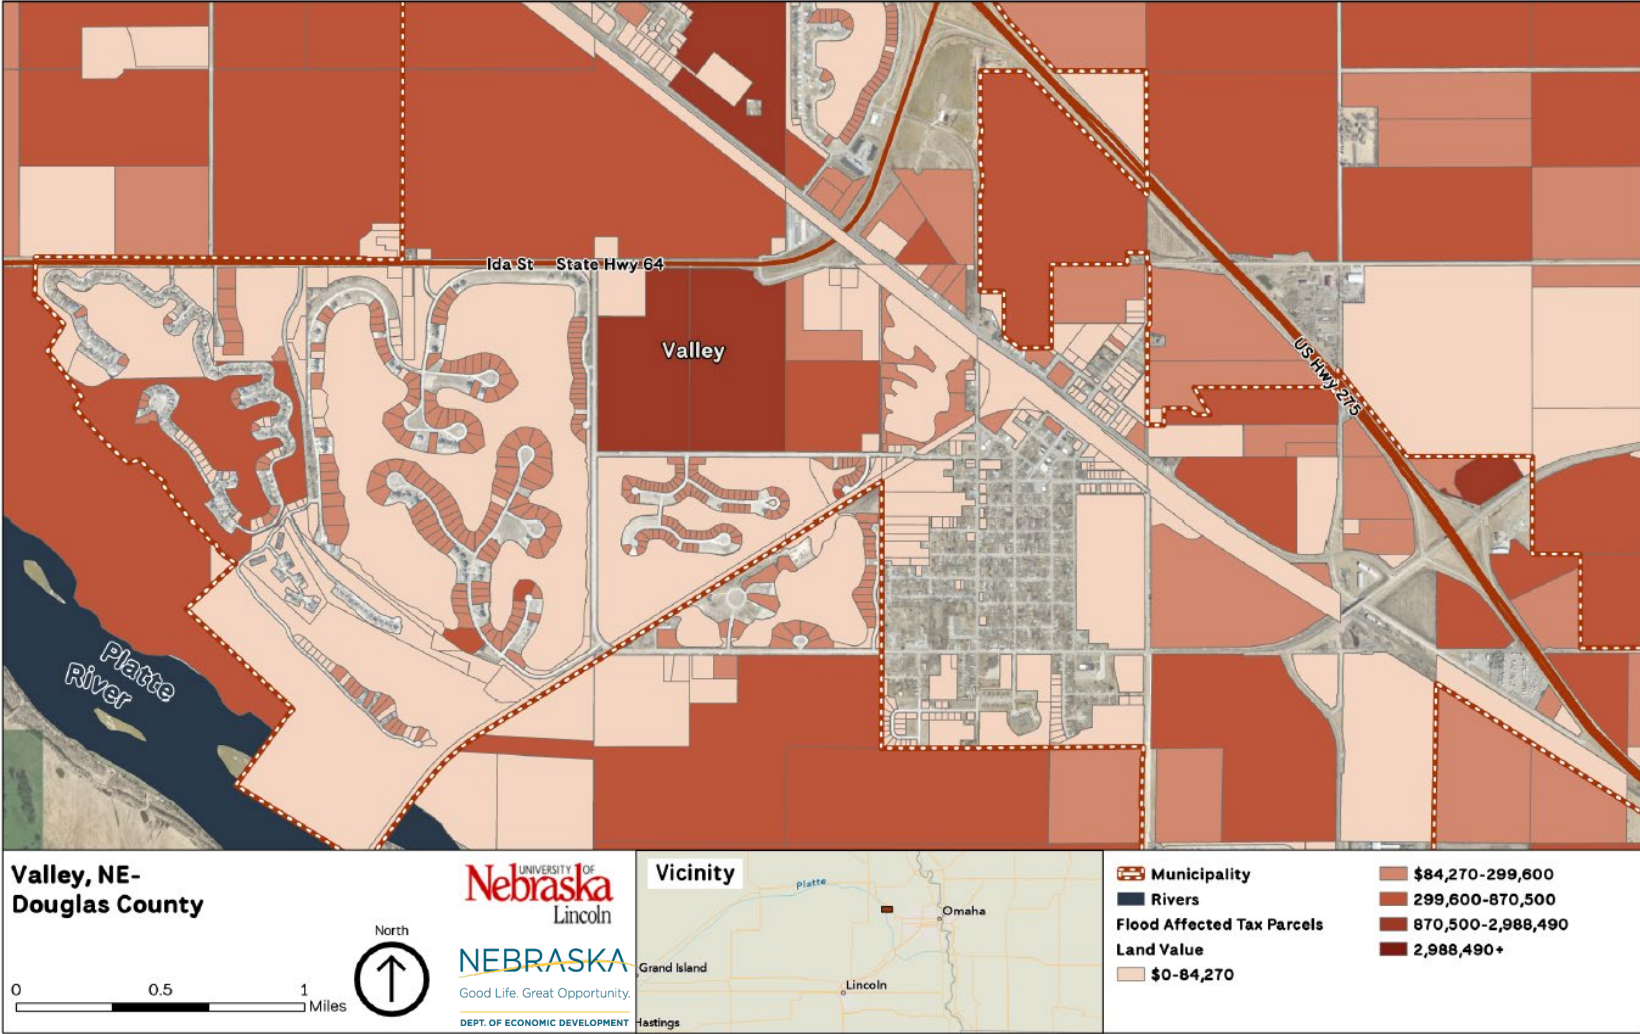 Ida St State Hwy 64
Valley
US Hwy 275
Platte
River
Valley, NE-
Douglas County
0 0.5 1
Miles
North
UNIVERSITY OF
Nebraska
Lincoln
NEBRASKA
Good Life. Great Opportunity.
DEPT. OF ECONOMIC DEVELOPMENT
Vicinity
Platte
Omaha
Grand Island
Lincoln
Hastings
Municipality
Rivers
Flood Affected Tax Parcels
Land Value
$0-84,270
$84,270-299,600
299,600-870,500
870,500-2,988,490
2,988,490+